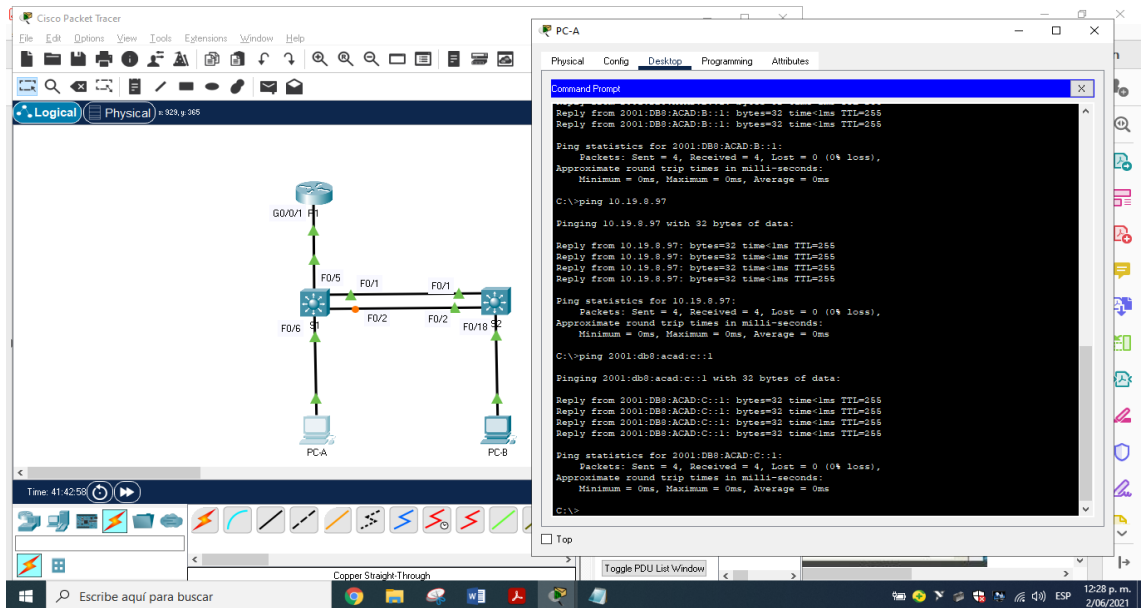 Cisco Packet Tracer
File Edit Options View Tools Extensions Window Help
Logical Physical x: 929, y: 365
G0/0/1 R1
F0/5 F0/1 F0/1
F0/2 F0/2
F0/6 S1 F0/18 S2
PC-A PC-B
Time: 41:42:58
Copper Straight-Through
PC-A
Physical Config Desktop Programming Attributes
Command Prompt X
Reply from 2001:DB8:ACAD:B::1: bytes=32 time<1ms TTL=255
Reply from 2001:DB8:ACAD:B::1: bytes=32 time<1ms TTL=255
Ping statistics for 2001:DB8:ACAD:B::1:
Packets: Sent = 4, Received = 4, Lost = 0 (0% loss),
Approximate round trip times in milli-seconds:
Minimum = 0ms, Maximum = 0ms, Average = 0ms
C:\>ping 10.19.8.97
Pinging 10.19.8.97 with 32 bytes of data:
Reply from 10.19.8.97: bytes=32 time<1ms TTL=255
Reply from 10.19.8.97: bytes=32 time<1ms TTL=255
Reply from 10.19.8.97: bytes=32 time<1ms TTL=255
Reply from 10.19.8.97: bytes=32 time<1ms TTL=255
Ping statistics for 10.19.8.97:
Packets: Sent = 4, Received = 4, Lost = 0 (0% loss),
Approximate round trip times in milli-seconds:
Minimum = 0ms, Maximum = 0ms, Average = 0ms
C:\>ping 2001:db8:acad:c::1
Pinging 2001:db8:acad:c::1 with 32 bytes of data:
Reply from 2001:DB8:ACAD:C::1: bytes=32 time<1ms TTL=255
Reply from 2001:DB8:ACAD:C::1: bytes=32 time<1ms TTL=255
Reply from 2001:DB8:ACAD:C::1: bytes=32 time<1ms TTL=255
Reply from 2001:DB8:ACAD:C::1: bytes=32 time<1ms TTL=255
Ping statistics for 2001:DB8:ACAD:C::1:
Packets: Sent = 4, Received = 4, Lost = 0 (0% loss),
Approximate round trip times in milli-seconds:
Minimum = 0ms, Maximum = 0ms, Average = 0ms
C:\>
Top
Toggle PDU List Window
Escribe aquí para buscar
ESP 12:28 p. m.
2/06/2021